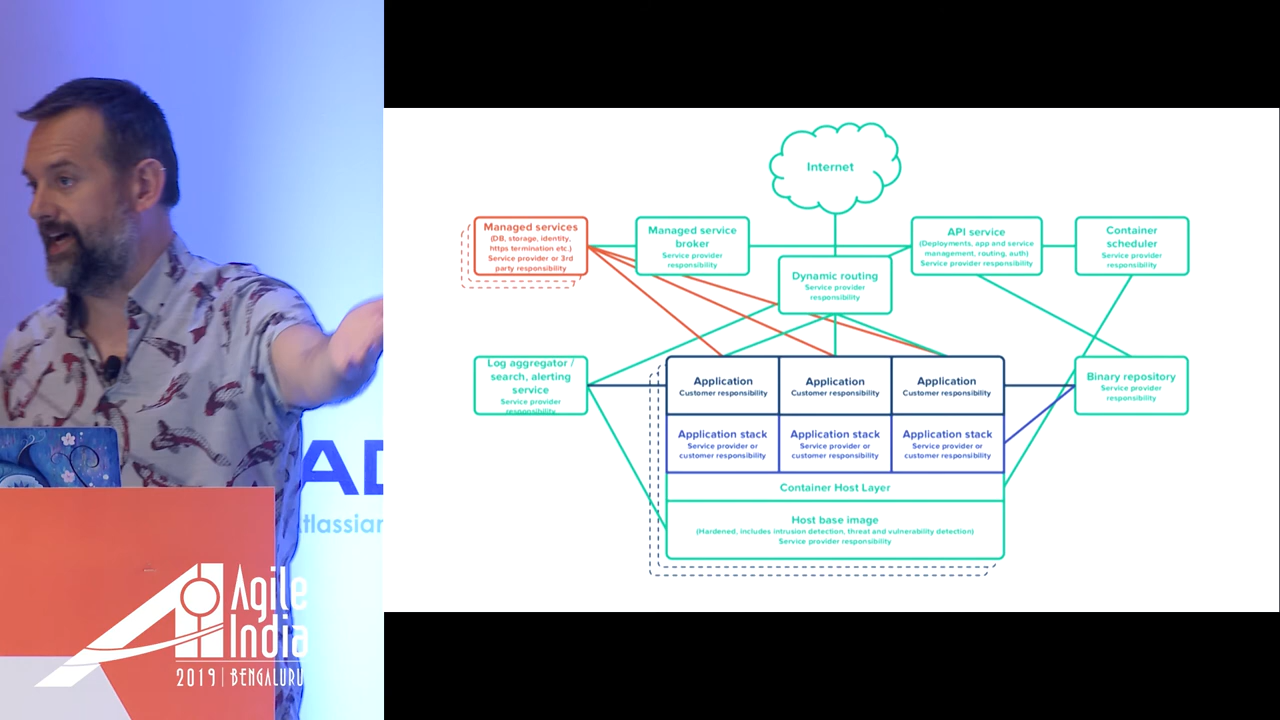 Internet
Managed services
(DB, storage, identity,
https termination etc.)
Service provider or 3rd
party responsibility
Managed service
broker
Service provider
responsibility
API service
(Deployments, app and service
management, routing, auth)
Service provider responsibility
Container
scheduler
Service provider
responsibility
Dynamic routing
Service provider
responsibility
Log aggregator /
search, alerting
service
Service provider
responsibility
Application
Customer responsibility
Application
Customer responsibility
Application
Customer responsibility
Binary repository
Service provider
responsibility
Application stack
Service provider or
customer responsibility
Application stack
Service provider or
customer responsibility
Application stack
Service provider or
customer responsibility
Container Host Layer
Host base image
(Hardened, includes intrusion detection, threat and vulnerability detection)
Service provider responsibility
AD
tlassian
Agile
India
2019 | BENGALURU